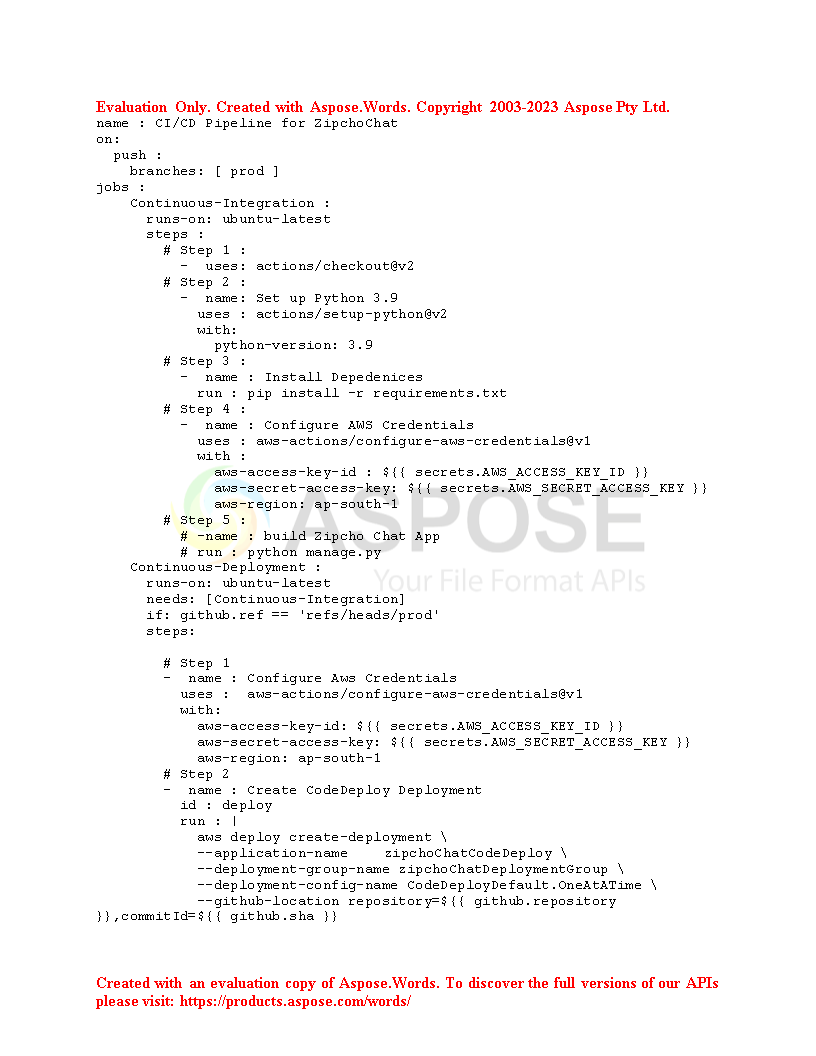 Evaluation Only. Created with Aspose.Words. Copyright 2003-2023 Aspose Pty Ltd.
name : CI/CD Pipeline for ZipchoChat
on:
  push :
    branches: [ prod ]
jobs :
    Continuous-Integration :
      runs-on: ubuntu-latest
      steps :
        # Step 1 :
          -  uses: actions/checkout@v2
        # Step 2 :
          -  name: Set up Python 3.9
            uses : actions/setup-python@v2
            with:
              python-version: 3.9
        # Step 3 :
          -  name : Install Depedenices
            run : pip install -r requirements.txt
        # Step 4 :
          -  name : Configure AWS Credentials
            uses : aws-actions/configure-aws-credentials@v1
            with :
              aws-access-key-id : ${{ secrets.AWS_ACCESS_KEY_ID }}
              aws-secret-access-key: ${{ secrets.AWS_SECRET_ACCESS_KEY }}
              aws-region: ap-south-1
        # Step 5 :
          # -name : build Zipcho Chat App
          # run : python manage.py
    Continuous-Deployment :
      runs-on: ubuntu-latest
      needs: [Continuous-Integration]
      if: github.ref == 'refs/heads/prod'
      steps:
        # Step 1
        -  name : Configure Aws Credentials
          uses :  aws-actions/configure-aws-credentials@v1
          with:
            aws-access-key-id: ${{ secrets.AWS_ACCESS_KEY_ID }}
            aws-secret-access-key: ${{ secrets.AWS_SECRET_ACCESS_KEY }}
            aws-region: ap-south-1
        # Step 2
        -  name : Create CodeDeploy Deployment
          id : deploy
          run : |
            aws deploy create-deployment \
            --application-name    zipchoChatCodeDeploy \
            --deployment-group-name zipchoChatDeploymentGroup \
            --deployment-config-name CodeDeployDefault.OneAtATime \
            --github-location repository=${{ github.repository
}},commitId=${{ github.sha }}
ASPOSE
Your File Format APIs
Created with an evaluation copy of Aspose.Words. To discover the full versions of our APIs
please visit: https://products.aspose.com/words/